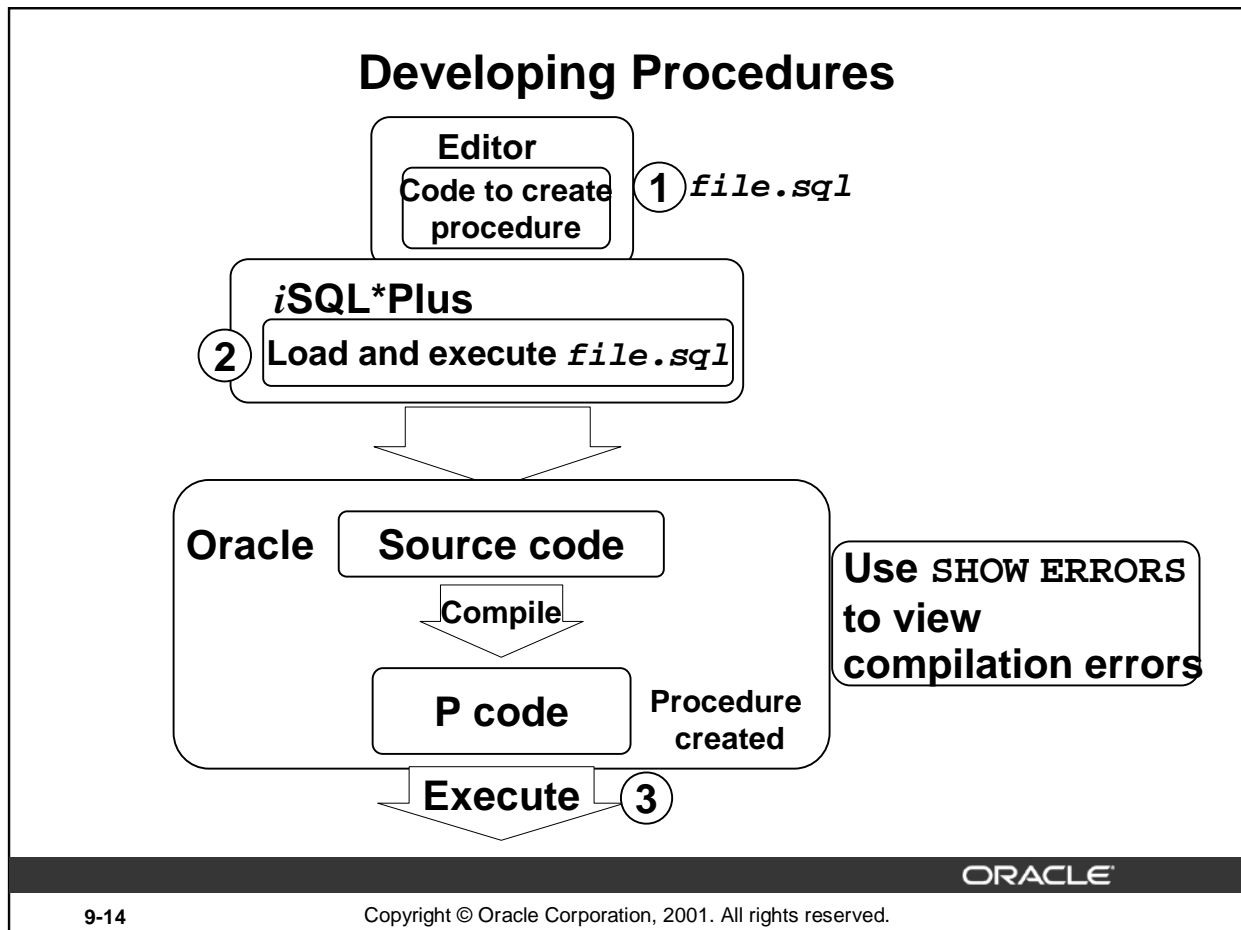 Developing Procedures
Editor
Code to create
procedure
1
file.sql
iSQL*Plus
2
Load and execute file.sql
Oracle
Source code
Compile
P code
Procedure
created
Use SHOW ERRORS
to view
compilation errors
Execute
3
ORACLE
9-14
Copyright © Oracle Corporation, 2001. All rights reserved.